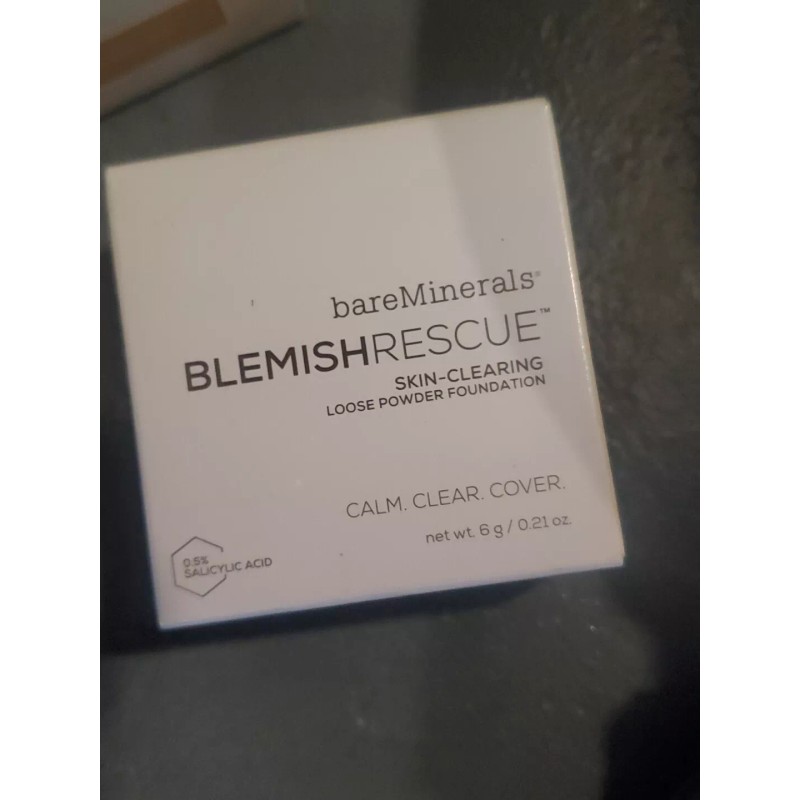 bareMinerals®
BLEMISHRESCUE™
SKIN-CLEARING
LOOSE POWDER FOUNDATION
CALM. CLEAR. COVER.
net wt. 6 g / 0.21 oz.
0.5%
SALICYLIC ACID